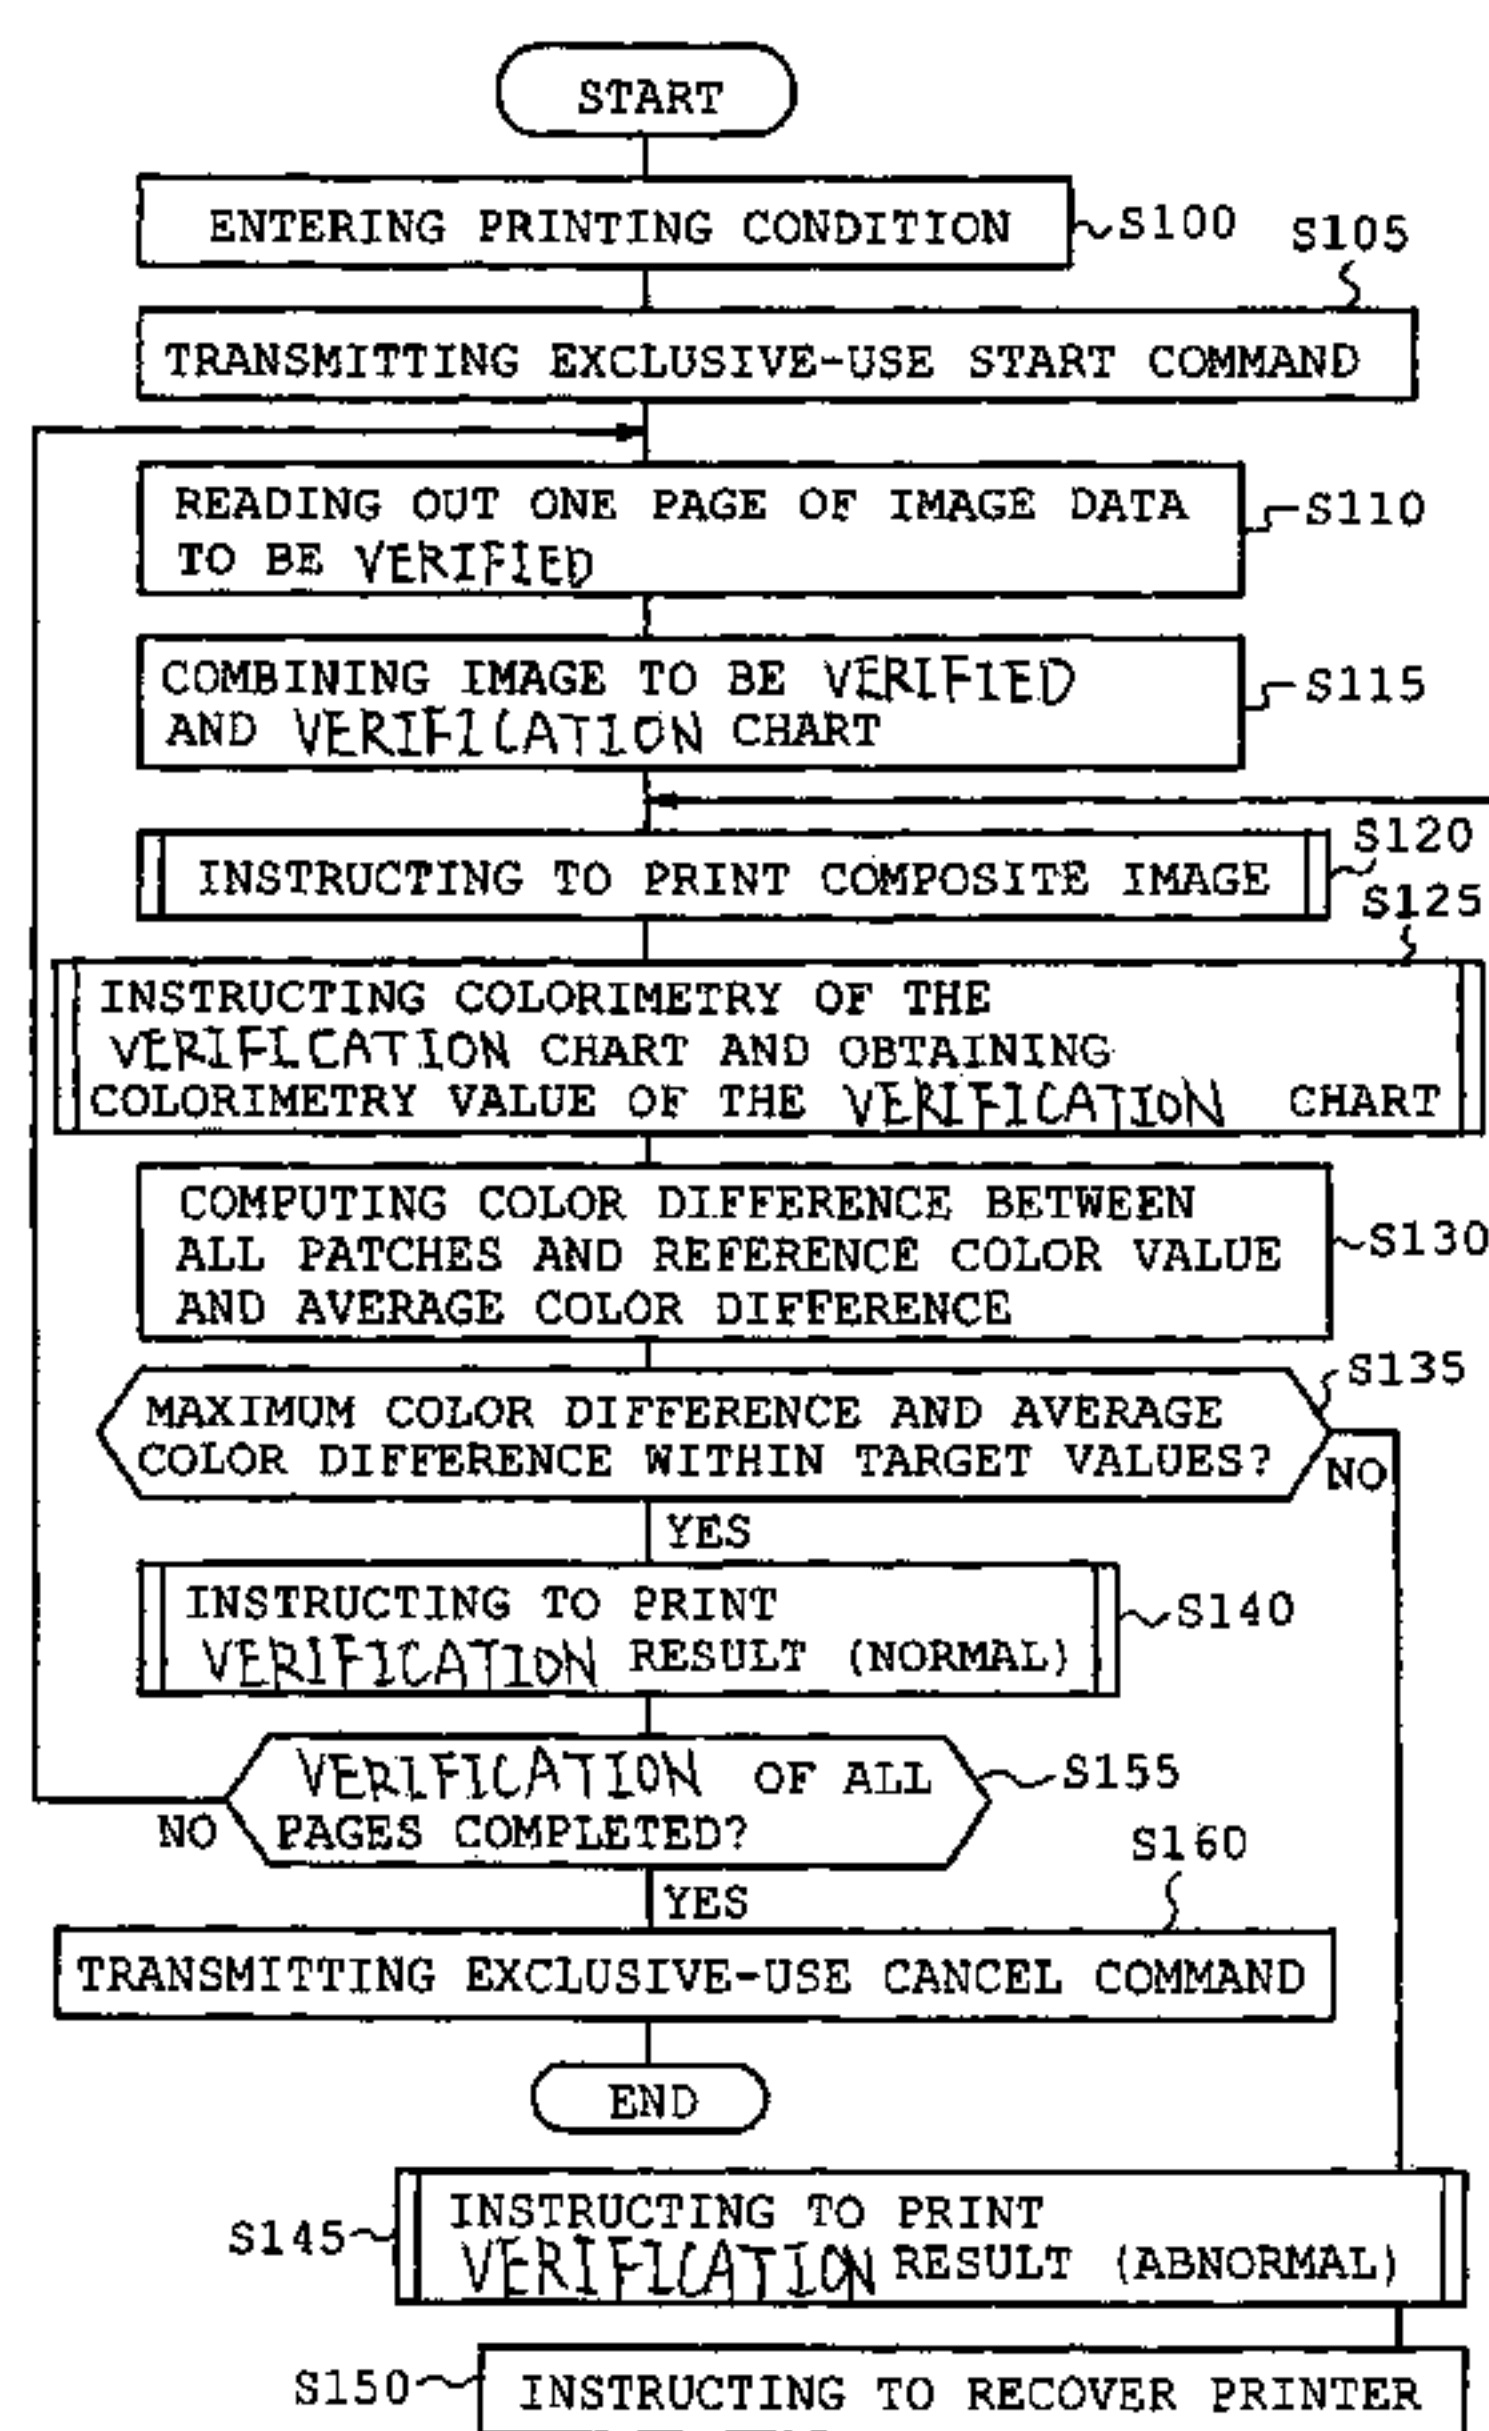 START
ENTERING PRINTING CONDITION
S100
S105
TRANSMITTING EXCLUSIVE-USE START COMMAND
READING OUT ONE PAGE OF IMAGE DATA
TO BE VERIFIED
S110
COMBINING IMAGE TO BE VERIFIED
AND VERIFICATION CHART
S115
S120
INSTRUCTING TO PRINT COMPOSITE IMAGE
S125
INSTRUCTING COLORIMETRY OF THE
VERIFICATION CHART AND OBTAINING
COLORIMETRY VALUE OF THE VERIFICATION CHART
COMPUTING COLOR DIFFERENCE BETWEEN
ALL PATCHES AND REFERENCE COLOR VALUE
AND AVERAGE COLOR DIFFERENCE
S130
S135
MAXIMUM COLOR DIFFERENCE AND AVERAGE
COLOR DIFFERENCE WITHIN TARGET VALUES?
NO
YES
INSTRUCTING TO PRINT
VERIFICATION RESULT (NORMAL)
S140
VERIFICATION OF ALL
PAGES COMPLETED?
S155
NO
S160
YES
TRANSMITTING EXCLUSIVE-USE CANCEL COMMAND
END
INSTRUCTING TO PRINT
VERIFICATION RESULT (ABNORMAL)
S145
S150
INSTRUCTING TO RECOVER PRINTER